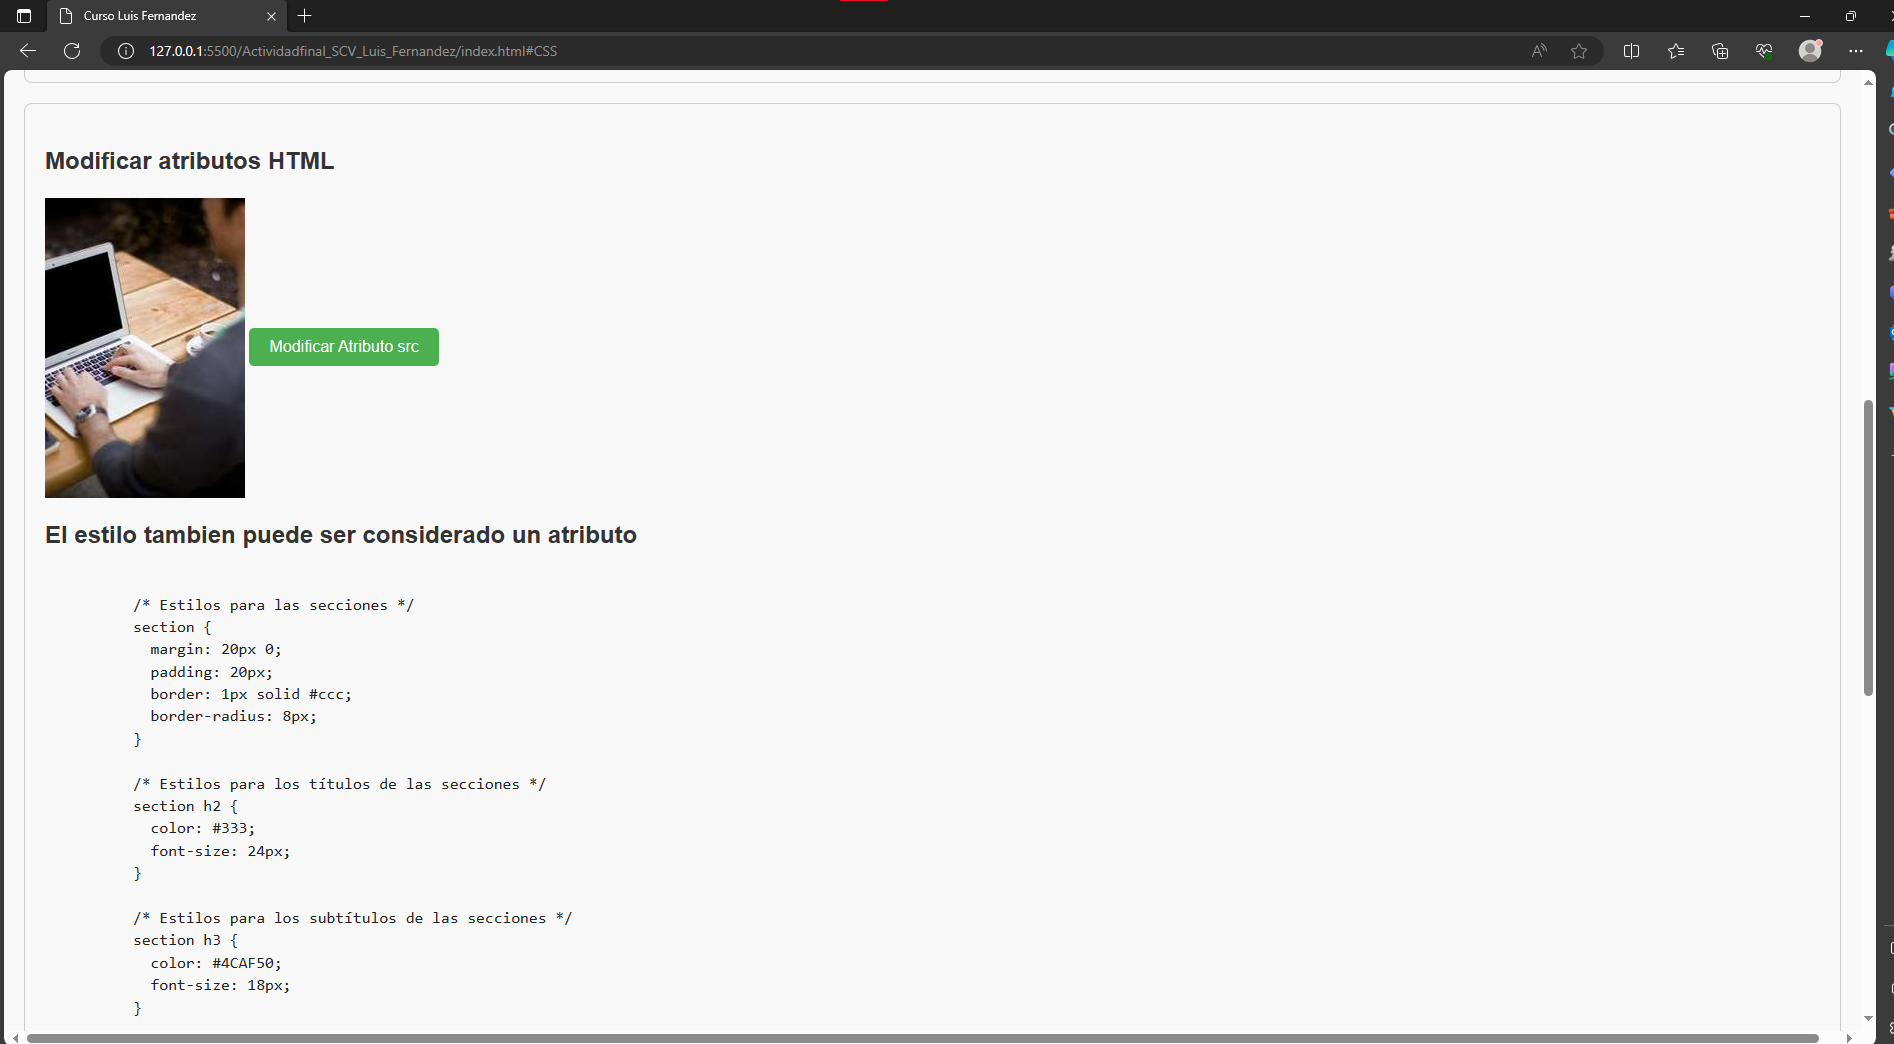 Curso Luis Fernandez
127.0.0.1:5500/Actividadfinal_SCV_Luis_Fernandez/index.html#CSS
Modificar atributos HTML
Modificar Atributo src
El estilo tambien puede ser considerado un atributo
/* Estilos para las secciones */
section {
margin: 20px 0;
padding: 20px;
border: 1px solid #ccc;
border-radius: 8px;
}
/* Estilos para los títulos de las secciones */
section h2 {
color: #333;
font-size: 24px;
}
/* Estilos para los subtítulos de las secciones */
section h3 {
color: #4CAF50;
font-size: 18px;
}